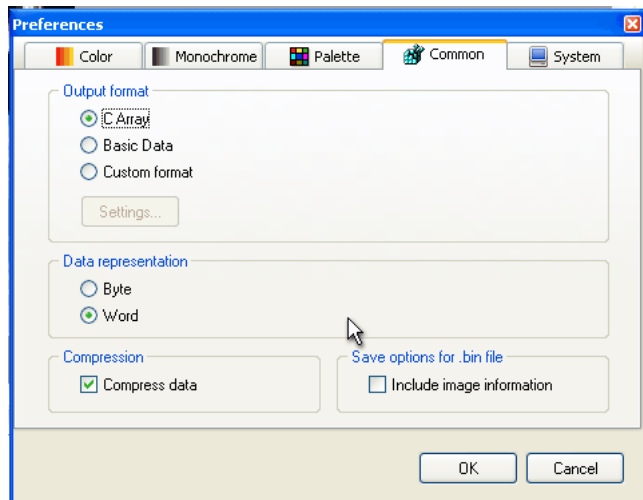 Preferences
Color Monochrome Palette Common System
Output format
C Array
Basic Data
Custom format
Settings...
Data representation
Byte
Word
Compression Save options for .bin file
Compress data Include image information
OK Cancel